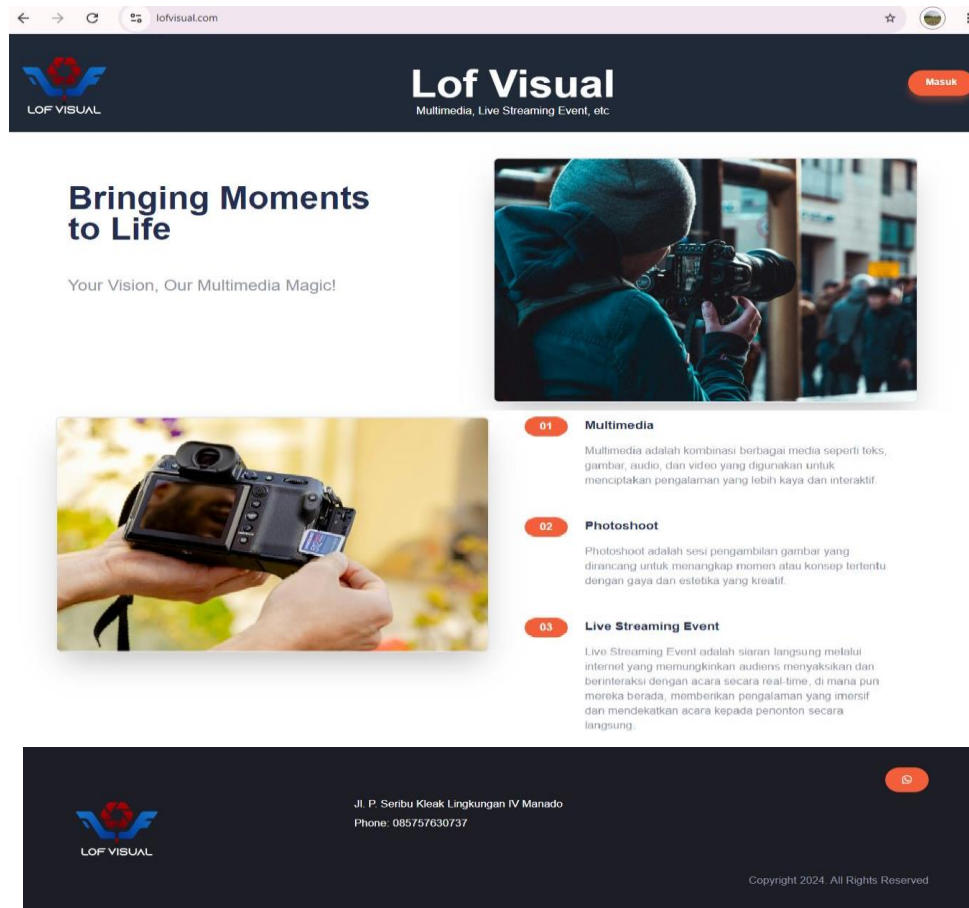 lofvisual.com
LOF VISUAL
Lof Visual
Multimedia, Live Streaming Event, etc
Masuk
Bringing Moments
to Life
Your Vision, Our Multimedia Magic!
01 Multimedia
Multimedia adalah kombinasi berbagai media seperti teks,
gambar, audio, dan video yang digunakan untuk
menciptakan pengalaman yang lebih kaya dan interaktif.
02 Photoshoot
Photoshoot adalah sesi pengambilan gambar yang
dirancang untuk menangkap momen atau konsep tertentu
dengan gaya dan estetika yang kreatif.
03 Live Streaming Event
Live Streaming Event adalah siaran langsung melalui
internet yang memungkinkan audiens menyaksikan dan
berinteraksi dengan acara secara real-time, di mana pun
mereka berada, memberikan pengalaman yang imersif
dan mendekatkan acara kepada penonton secara
langsung.
LOF VISUAL
Jl. P. Seribu Kleak Lingkungan IV Manado
Phone: 085757630737
Copyright 2024. All Rights Reserved